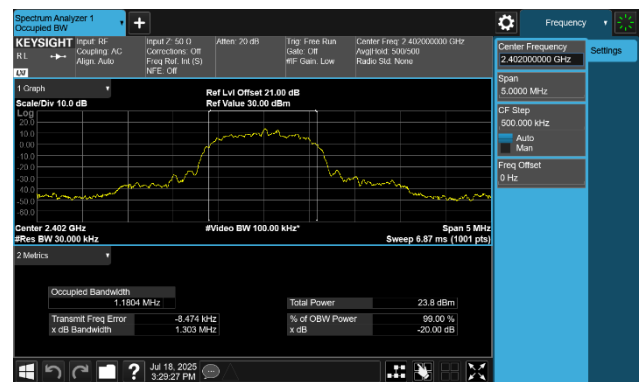 Spectrum Analyzer 1
Occupied BW
Frequency
KEYSIGHT
RL
LXI
Input: RF
Coupling: AC
Align: Auto
Input Z: 50 Ω
Corrections: Off
Freq Ref: Int (S)
NFE: Off
Atten: 20 dB
Trig: Free Run
Gate: Off
#IF Gain: Low
Center Freq: 2.402000000 GHz
Avg|Hold: 500/500
Radio Std: None
Center Frequency
2.402000000 GHz
Settings
Span
5.0000 MHz
CF Step
500.000 kHz
Auto
Man
Freq Offset
0 Hz
1 Graph
Scale/Div 10.0 dB
Ref Lvl Offset 21.00 dB
Ref Value 30.00 dBm
Log
20.0
10.0
0.00
-10.0
-20.0
-30.0
-40.0
-50.0
-60.0
Center 2.402 GHz
#Res BW 30.000 kHz
#Video BW 100.00 kHz*
Span 5 MHz
Sweep 6.87 ms (1001 pts)
2 Metrics
Occupied Bandwidth
1.1804 MHz
Total Power 23.8 dBm
Transmit Freq Error -8.474 kHz
% of OBW Power 99.00 %
x dB Bandwidth 1.303 MHz
x dB -20.00 dB
?
Jul 18, 2025
3:29:27 PM